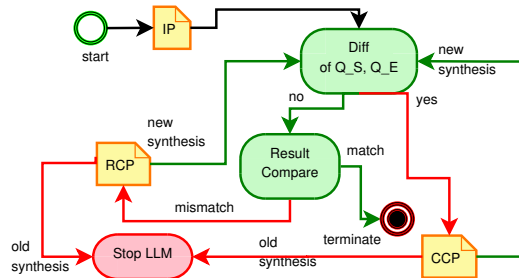 IP
start
Diff
of Q_S, Q_E
new
synthesis
no
yes
new
synthesis
Result
Compare
match
RCP
mismatch
terminate
old
synthesis
Stop LLM
old
synthesis
CCP